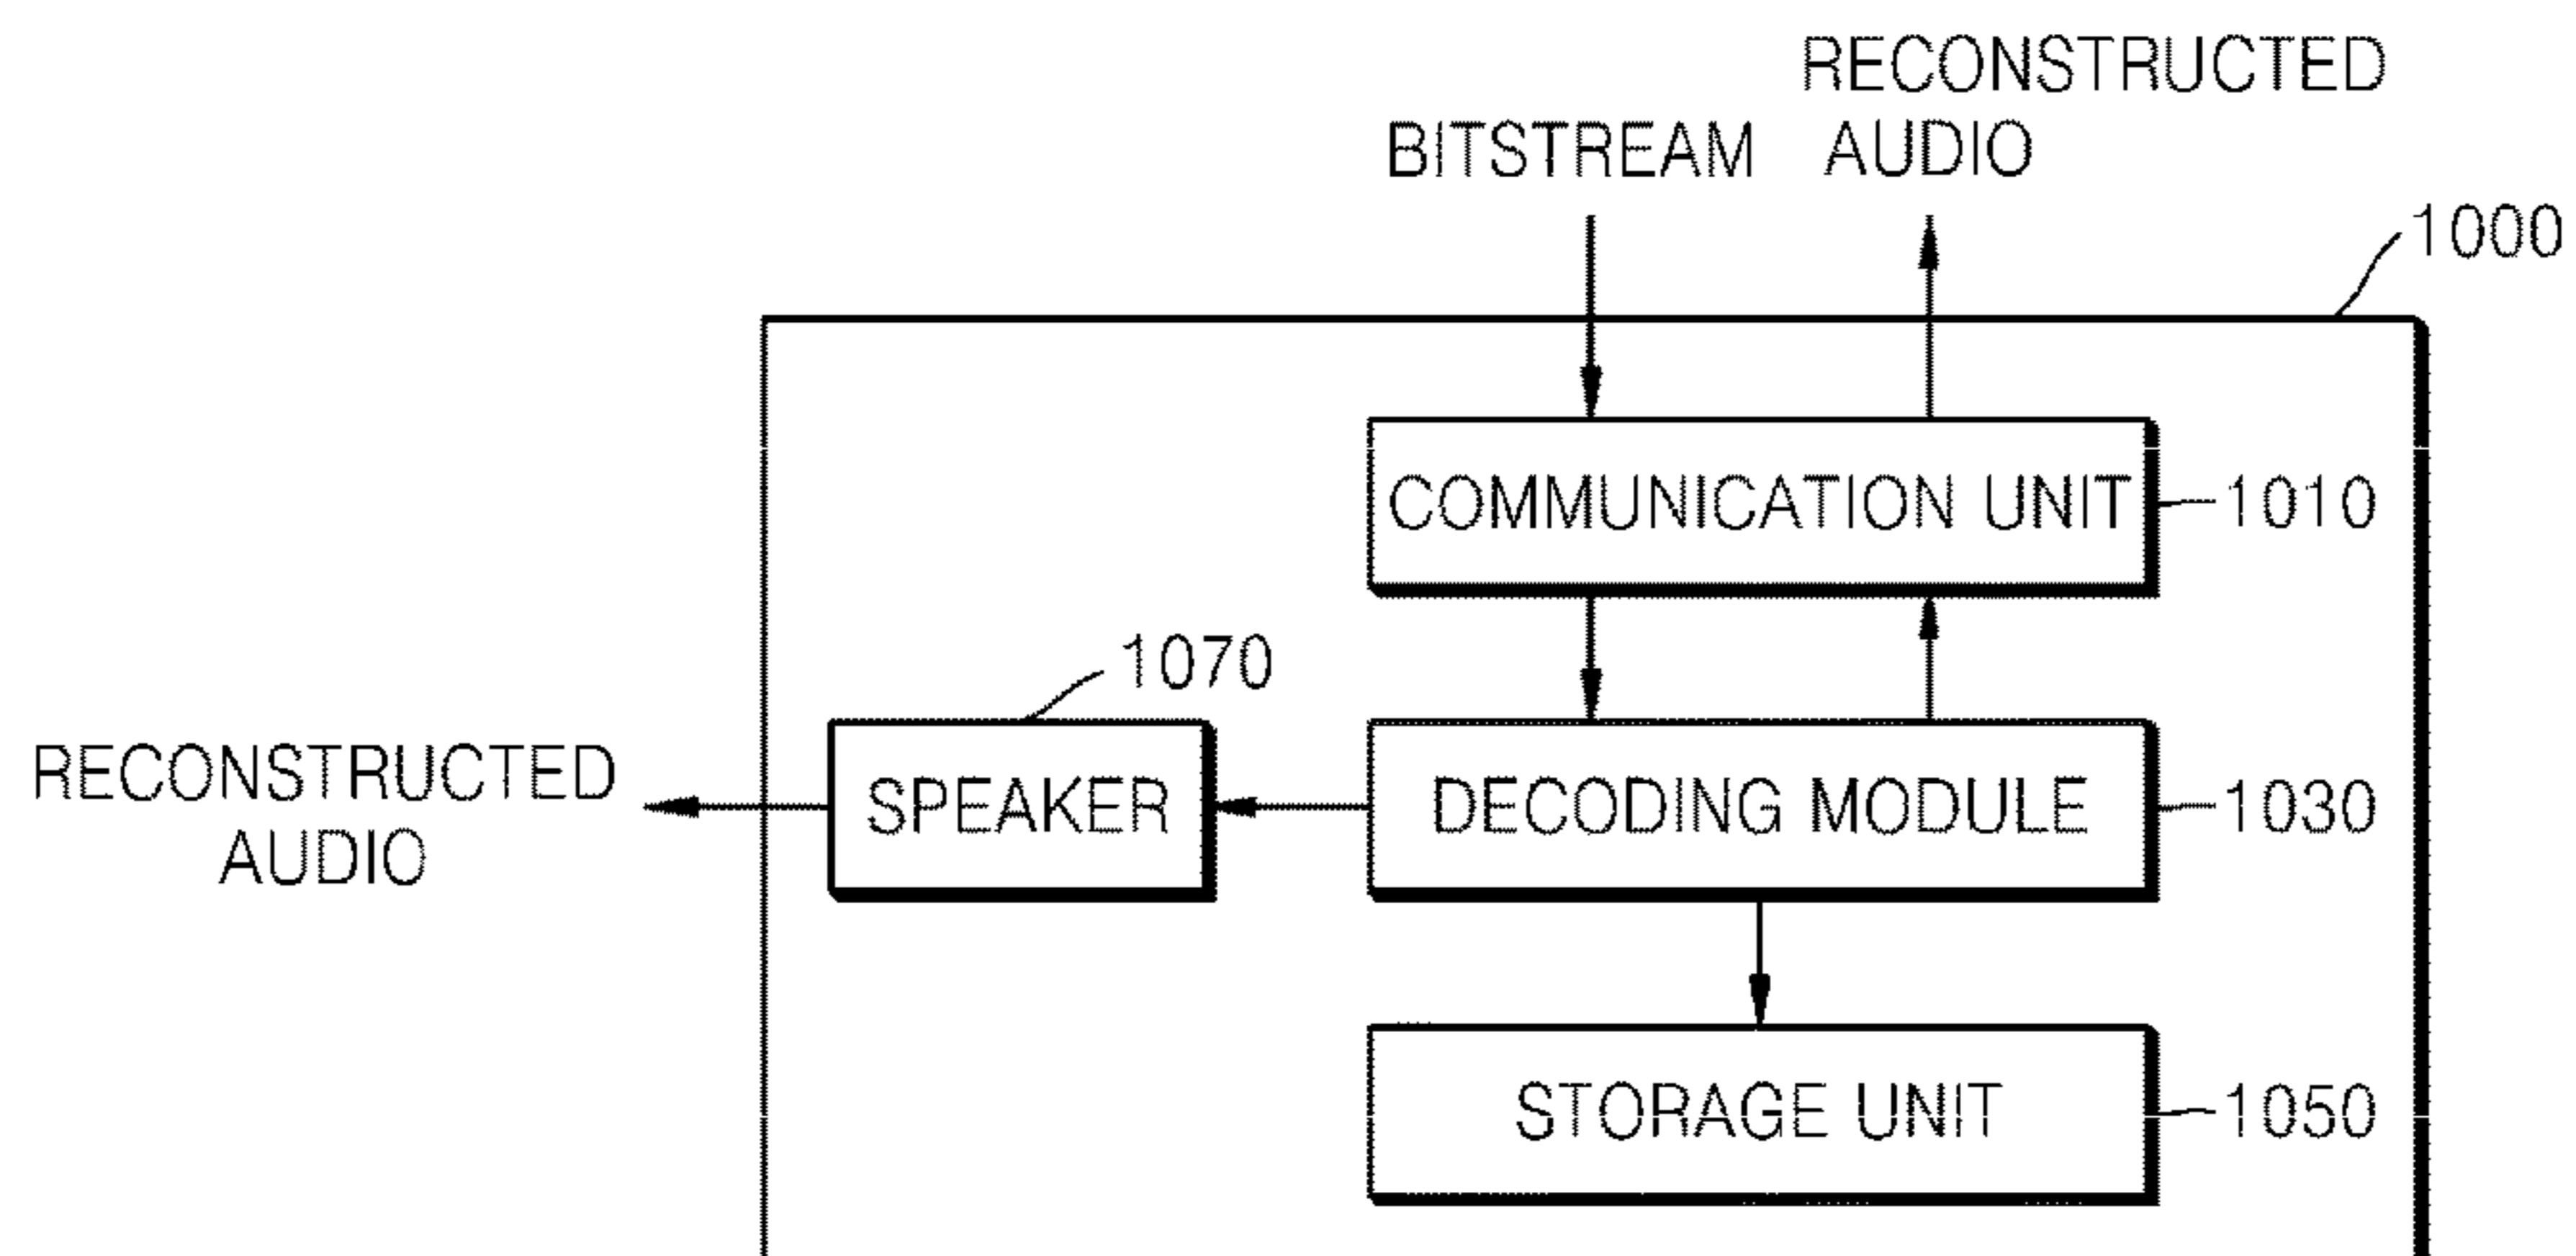 RECONSTRUCTED
BITSTREAM AUDIO
1000
COMMUNICATION UNIT 1010
1070
RECONSTRUCTED
AUDIO
SPEAKER
DECODING MODULE 1030
STORAGE UNIT 1050